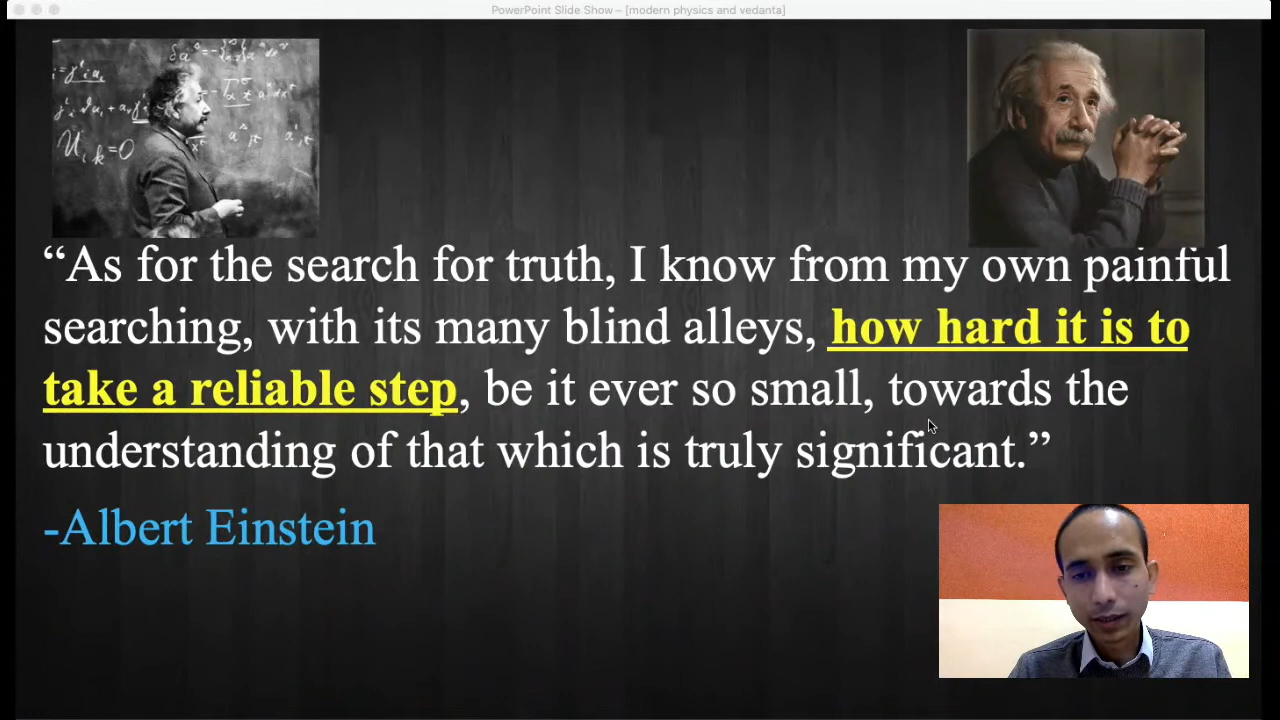 PowerPoint Slide Show – [modern physics and vedanta]
“As for the search for truth, I know from my own painful
searching, with its many blind alleys, how hard it is to
take a reliable step, be it ever so small, towards the
understanding of that which is truly significant.”
-Albert Einstein